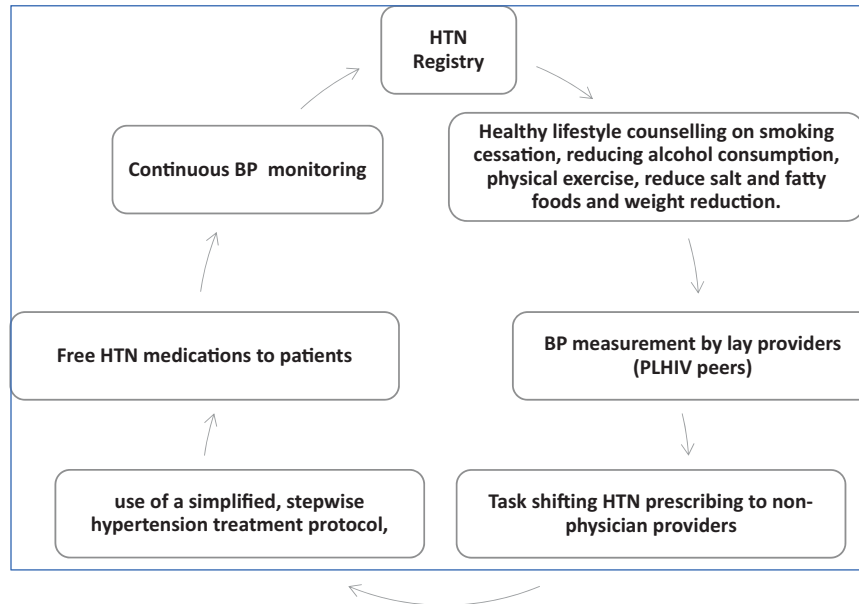 HTN
Registry
Healthy lifestyle counselling on smoking
cessation, reducing alcohol consumption,
physical exercise, reduce salt and fatty
foods and weight reduction.
BP measurement by lay providers
(PLHIV peers)
Task shifting HTN prescribing to non-
physician providers
use of a simplified, stepwise
hypertension treatment protocol,
Free HTN medications to patients
Continuous BP monitoring